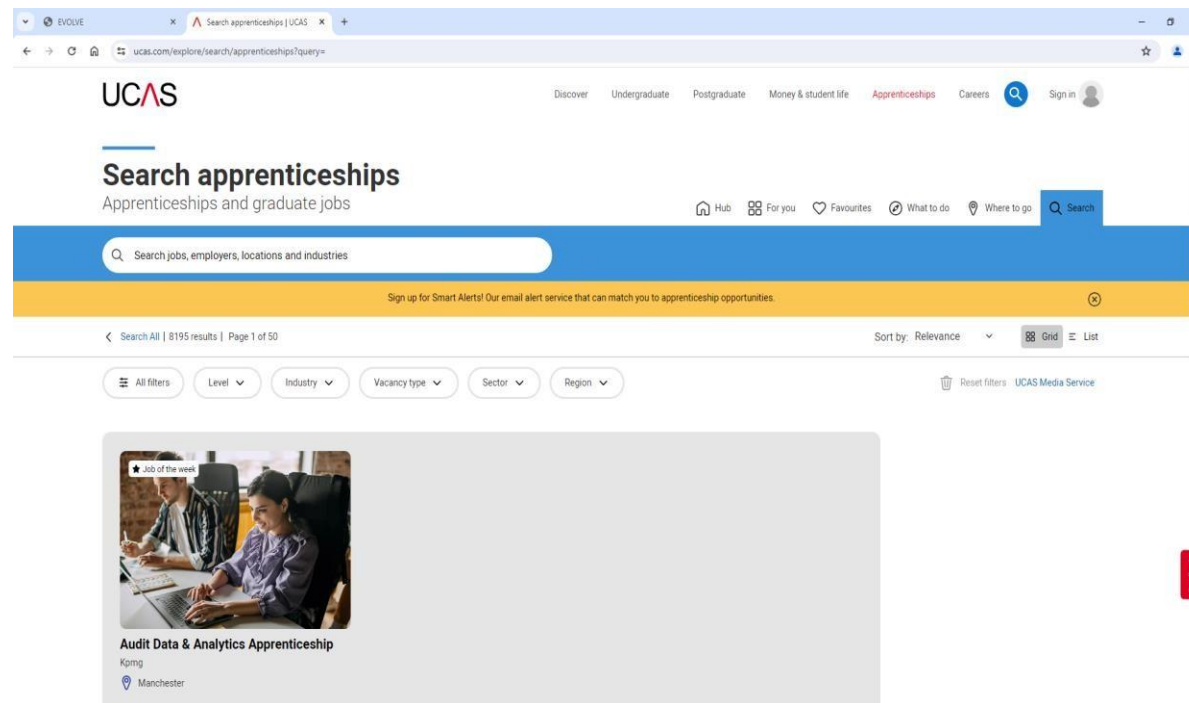 EVOLVE
Search apprenticeships | UCAS
ucas.com/explore/search/apprenticeships?query=
UCAS
Discover Undergraduate Postgraduate Money & student life Apprenticeships Careers Sign in
Search apprenticeships
Apprenticeships and graduate jobs
Hub For you Favourites What to do Where to go Search
Search jobs, employers, locations and industries
Sign up for Smart Alerts! Our email alert service that can match you to apprenticeship opportunities.
Search All | 8195 results | Page 1 of 50 Sort by: Relevance Grid List
All filters Level Industry Vacancy type Sector Region Reset filters UCAS Media Service
Job of the week
Audit Data & Analytics Apprenticeship
Kpmg
Manchester